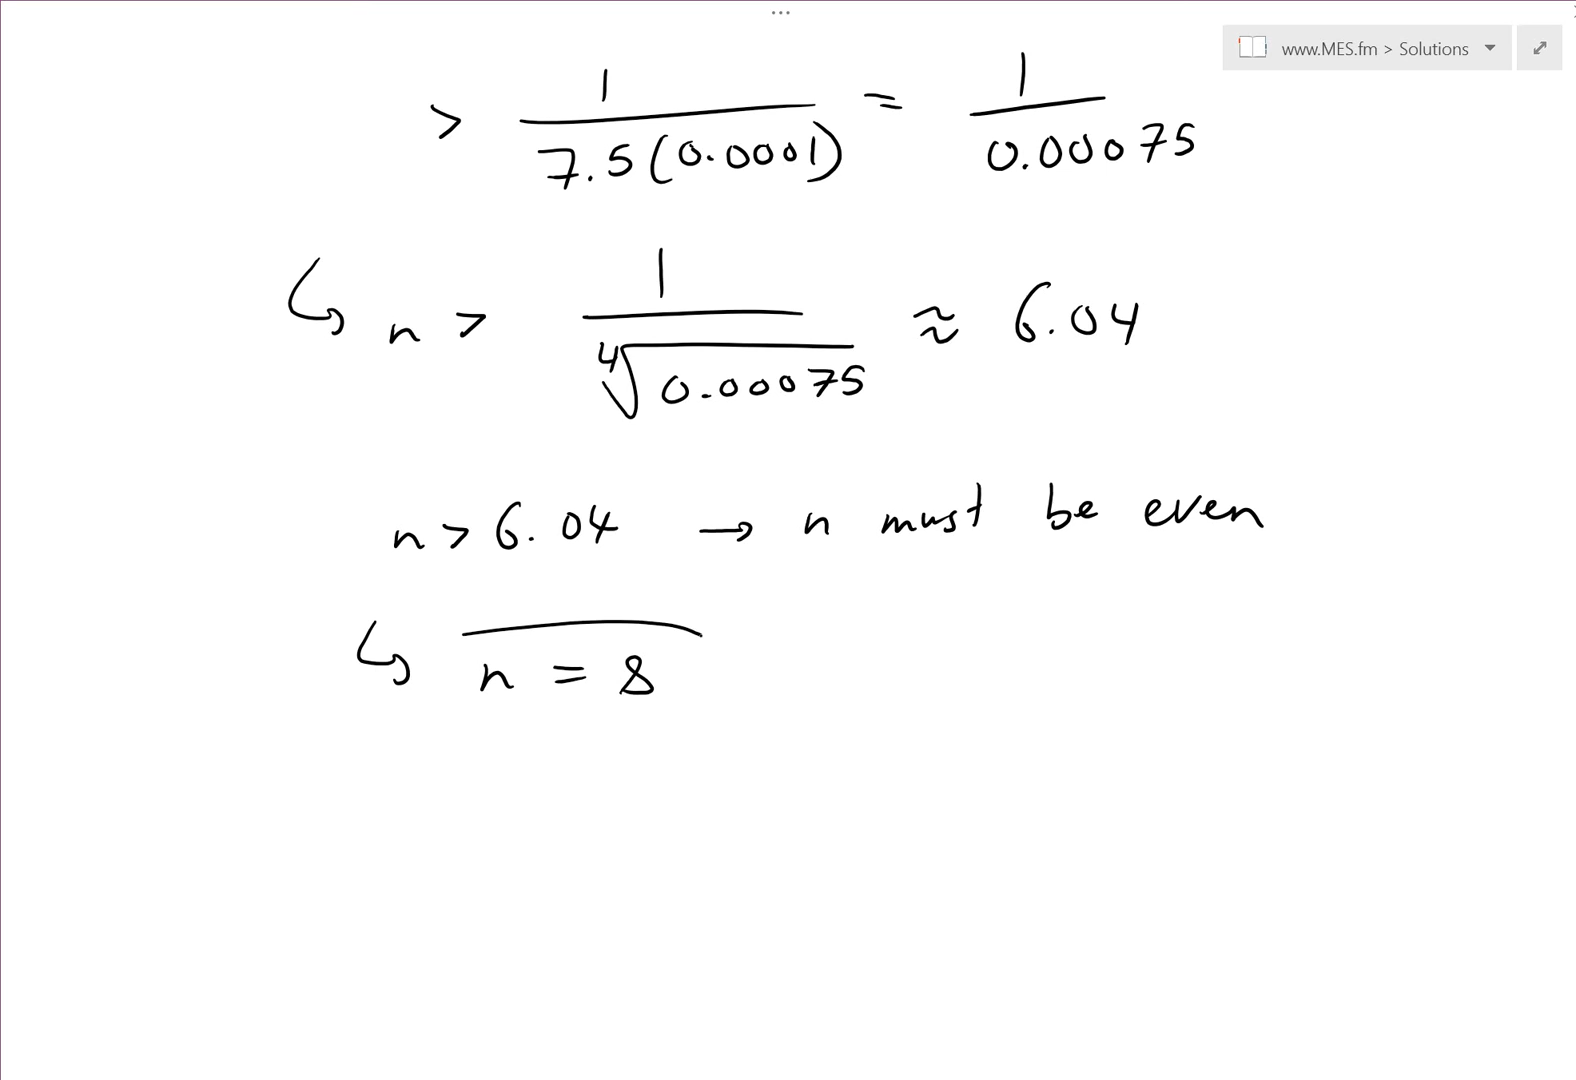 www.MES.fm > Solutions
> 1 / 7.5(0.0001) = 1 / 0.00075
↳ n > 1 / ∜0.00075 ≈ 6.04
n > 6.04 → n must be even
↳ n = 8